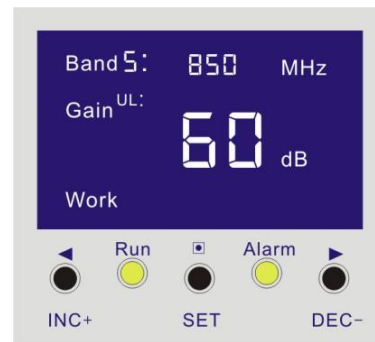 Band 5: 850 MHz
Gain UL:
60 dB
Work
Run Alarm
INC+ SET DEC-